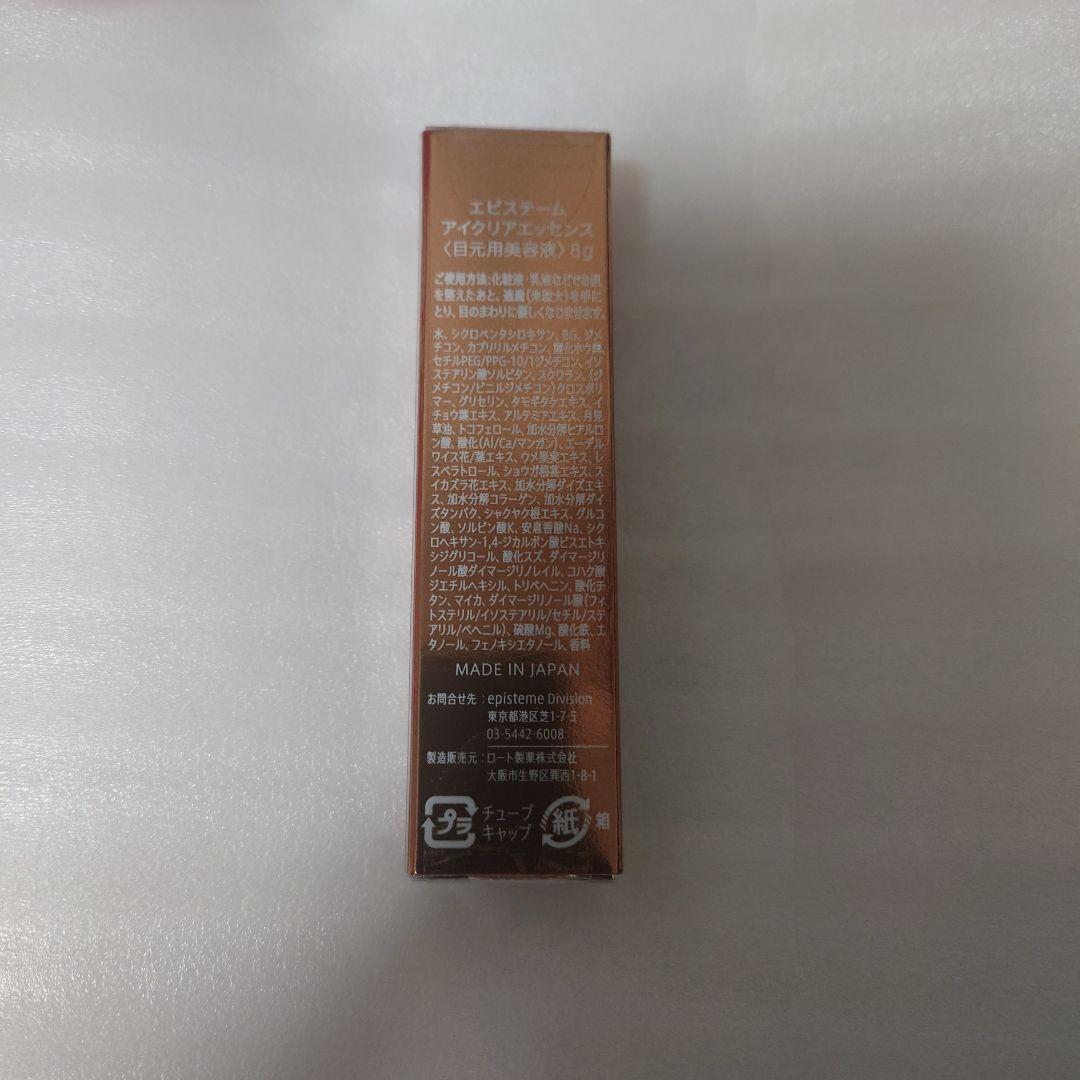 エピステーム
アイクリアエッセンス
〈目元用美容液〉8g
ご使用方法:化粧液・乳液などでお肌
を整えたあと、適量(米粒大)を手に
とり、目のまわりに優しくなじませます。
水、シクロペンタシロキサン、BG、ジメ
チコン、カプリリルメチコン、窒化ホウ素、
セチルPEG/PPG-10/1ジメチコン、イソ
ステアリン酸ソルビタン、スクワラン、(ジ
メチコン/ビニルジメチコン)クロスポリ
マー、グリセリン、タモギタケエキス、イ
チョウ葉エキス、アルテミアエキス、月見
草油、トコフェロール、加水分解ヒアルロ
ン酸、酸化(Al/Ca/マンガン)、エーデル
ワイス花/葉エキス、ウメ果実エキス、レ
スベラトロール、ショウガ根茎エキス、ス
イカズラ花エキス、加水分解ダイズエキ
ス、加水分解コラーゲン、加水分解ダイ
ズタンパク、シャクヤク根エキス、グルコ
ン酸、ソルビン酸K、安息香酸Na、シク
ロヘキサン-1,4-ジカルボン酸ビスエトキ
シジグリコール、酸化スズ、ダイマージリ
ノール酸ダイマージリノレイル、コハク酸
ジエチルヘキシル、トリベヘニン、酸化チ
タン、マイカ、ダイマージリノール酸(フィ
トステリル/イソステアリル/セチル/ステ
アリル/ベヘニル)、硫酸Mg、酸化鉄、エ
タノール、フェノキシエタノール、香料
MADE IN JAPAN
お問合せ先:episteme Division
東京都港区芝1-7-5
03-5442-6008
製造販売元:ロート製薬株式会社
大阪市生野区巽西1-8-1
プラ チューブ 紙 箱
キャップ